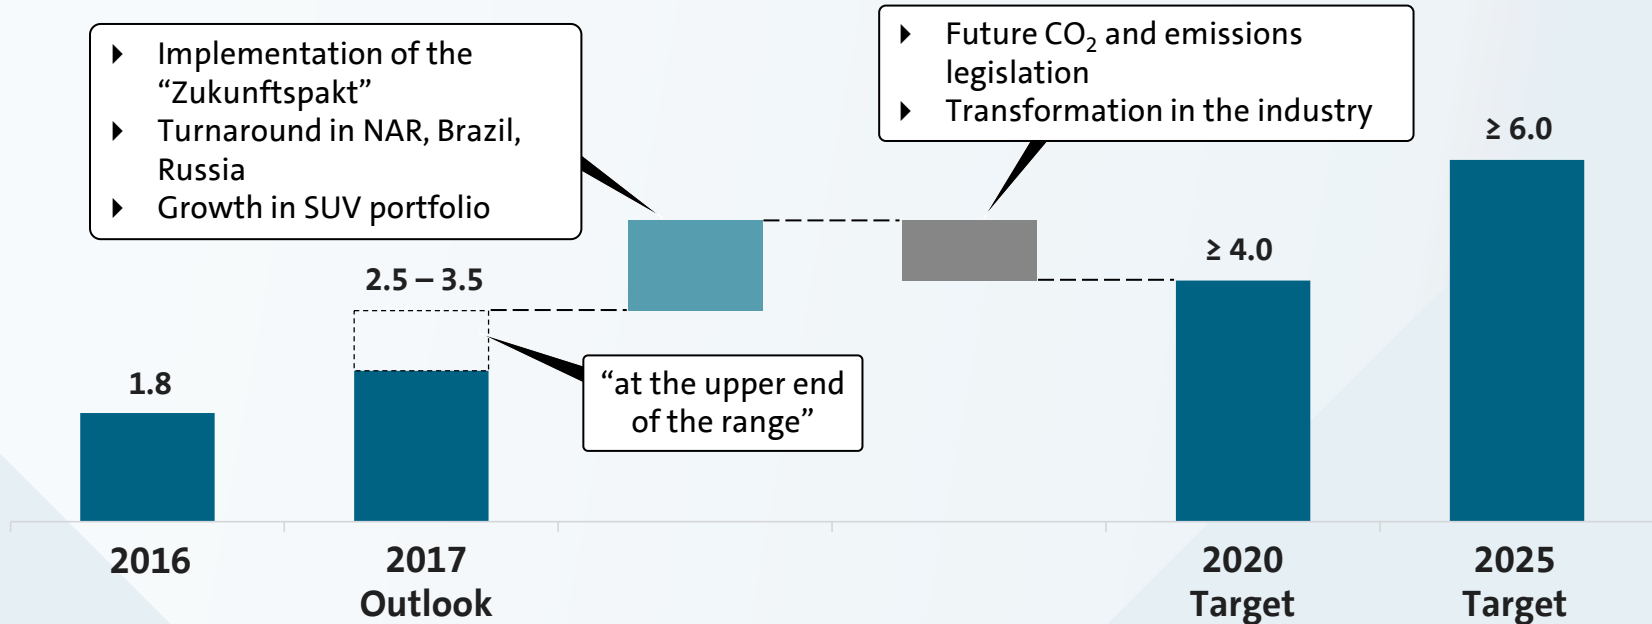 Implementation of the
“Zukunftspakt”
Turnaround in NAR, Brazil,
Russia
Growth in SUV portfolio
Future CO₂ and emissions
legislation
Transformation in the industry
1.8
2.5 – 3.5
“at the upper end
of the range”
≥ 4.0
≥ 6.0
2016
2017
Outlook
2020
Target
2025
Target